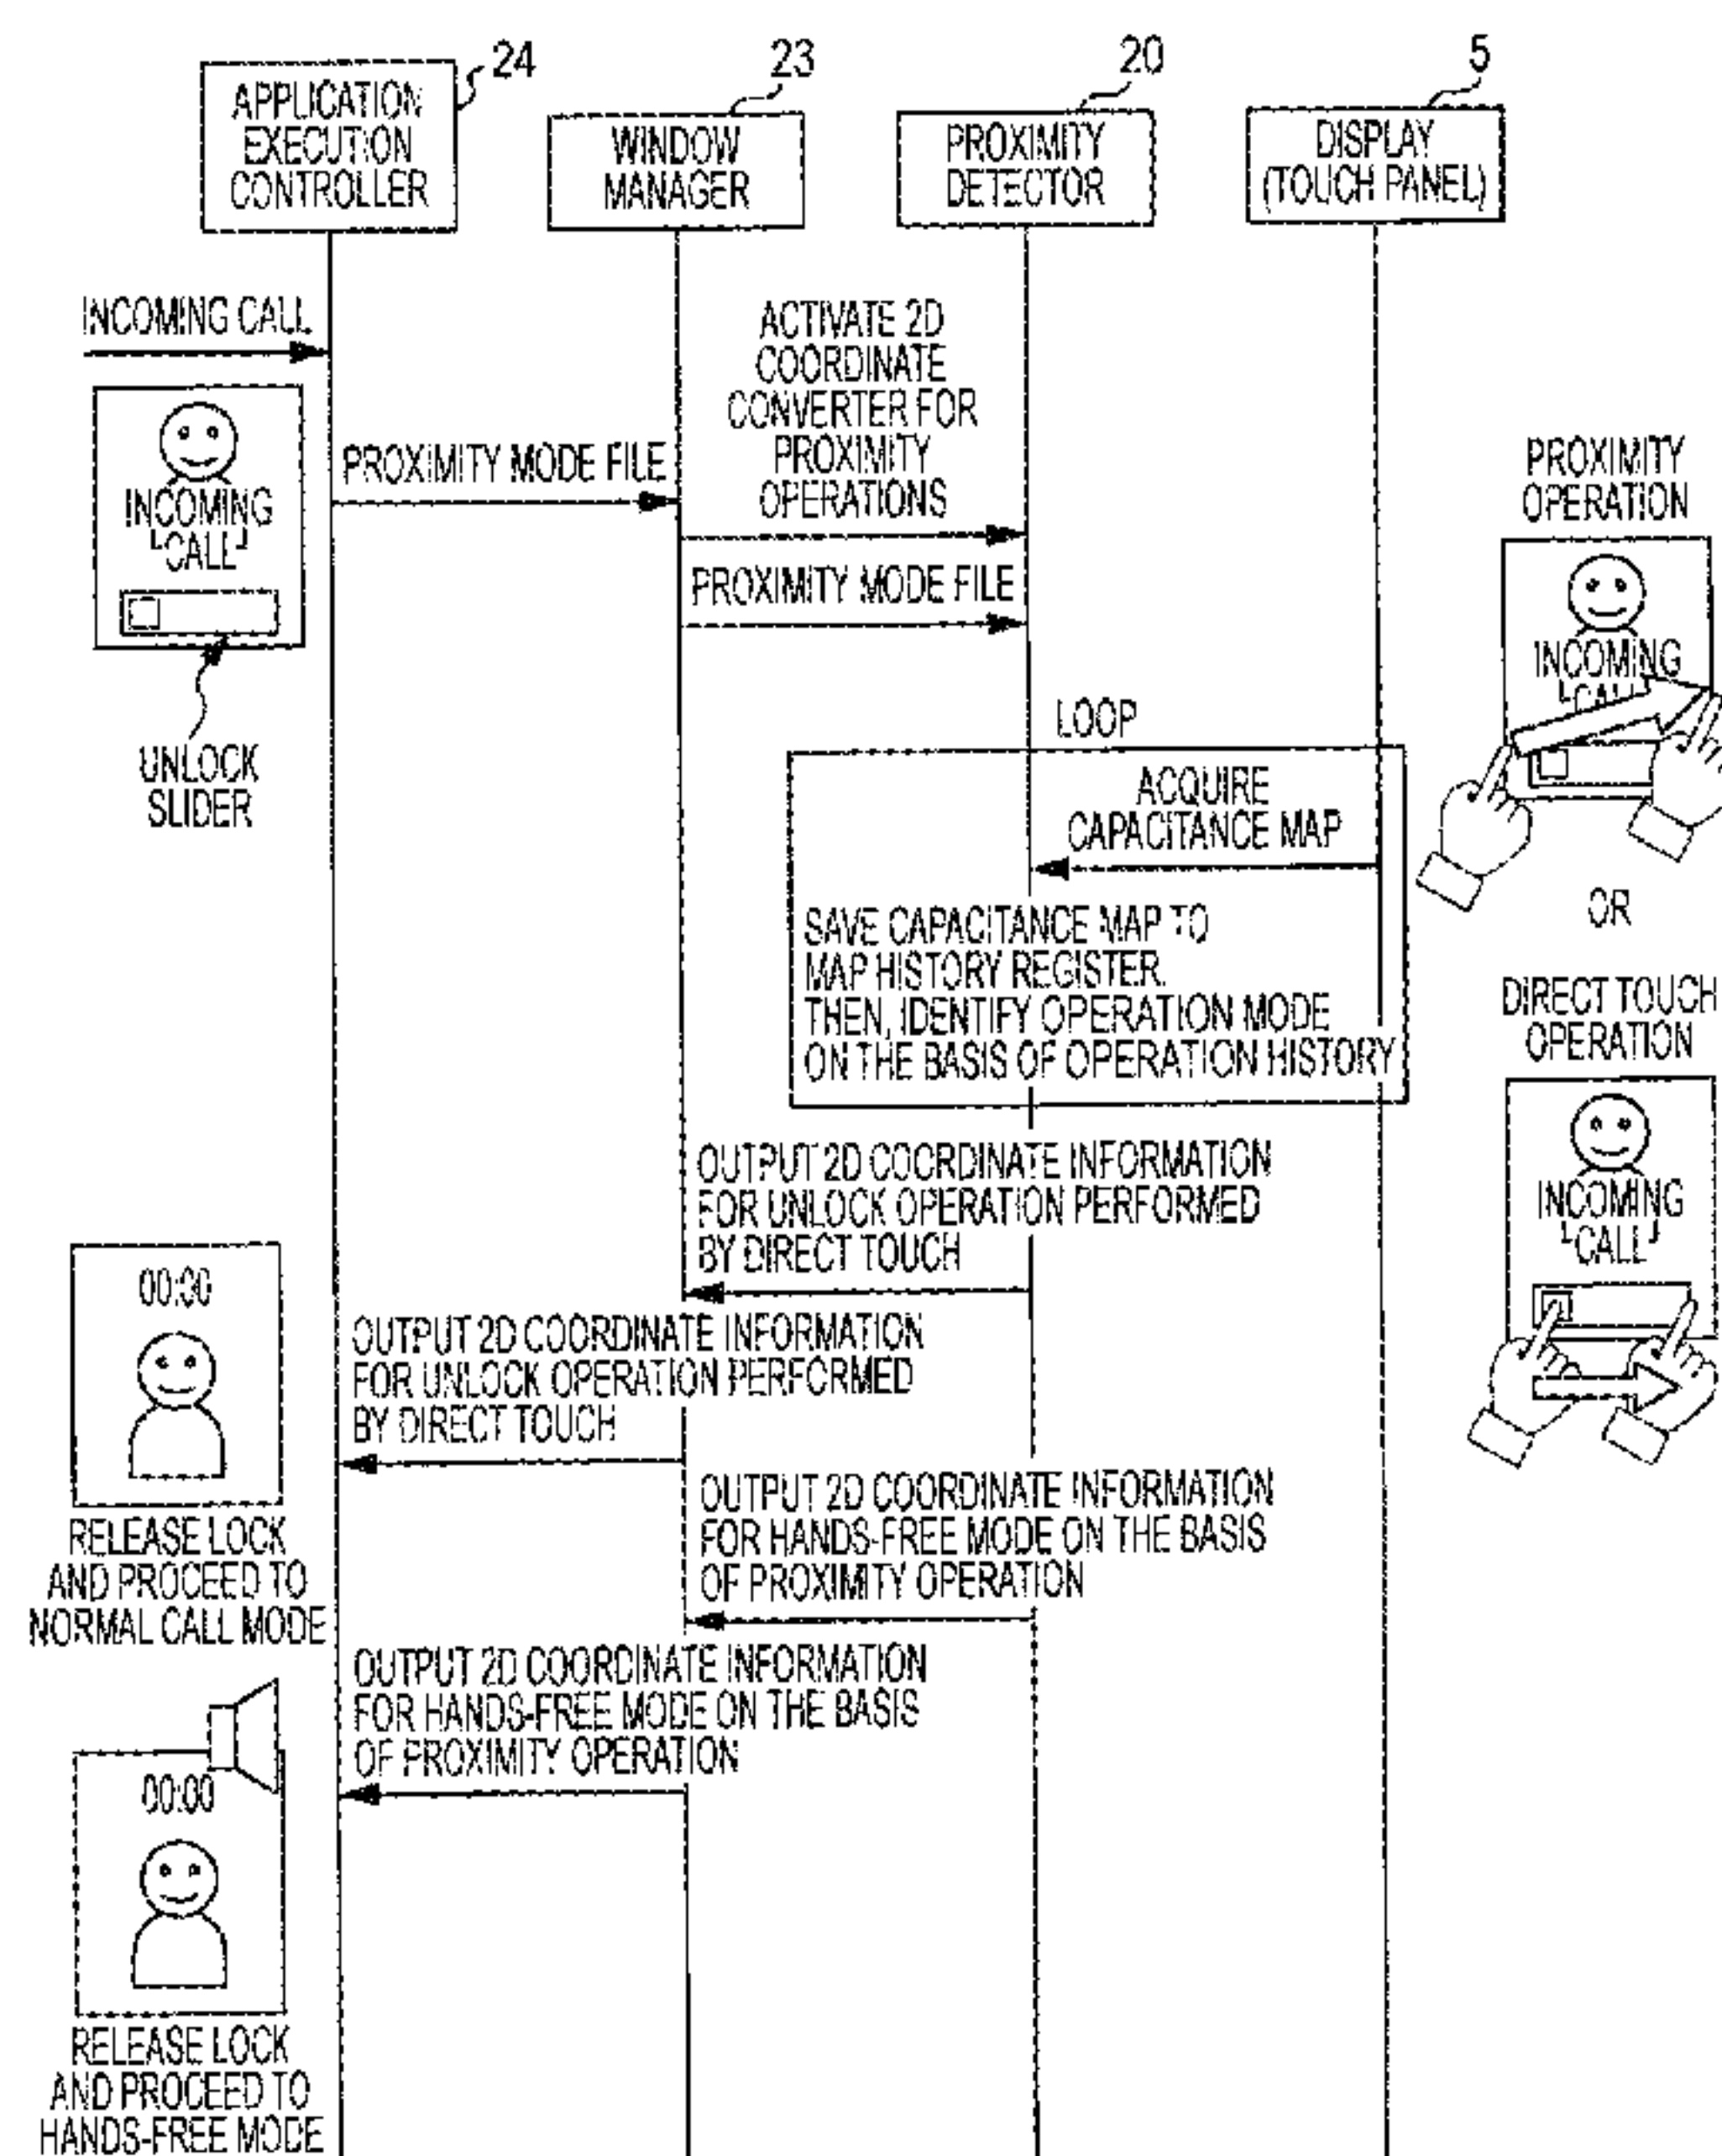 24
23
20
5
APPLICATION
EXECUTION
CONTROLLER
WINDOW
MANAGER
PROXIMITY
DETECTOR
DISPLAY
(TOUCH PANEL)
INCOMING CALL
INCOMING
CALL
UNLOCK
SLIDER
PROXIMITY MODE FILE
ACTIVATE 2D
COORDINATE
CONVERTER FOR
PROXIMITY
OPERATIONS
PROXIMITY MODE FILE
PROXIMITY
OPERATION
INCOMING
CALL
OR
DIRECT TOUCH
OPERATION
INCOMING
CALL
LOOP
ACQUIRE
CAPACITANCE MAP
SAVE CAPACITANCE MAP TO
MAP HISTORY REGISTER.
THEN, IDENTIFY OPERATION MODE
ON THE BASIS OF OPERATION HISTORY
OUTPUT 2D COORDINATE INFORMATION
FOR UNLOCK OPERATION PERFORMED
BY DIRECT TOUCH
00:00
OUTPUT 2D COORDINATE INFORMATION
FOR UNLOCK OPERATION PERFORMED
BY DIRECT TOUCH
RELEASE LOCK
AND PROCEED TO
NORMAL CALL MODE
OUTPUT 2D COORDINATE INFORMATION
FOR HANDS-FREE MODE ON THE BASIS
OF PROXIMITY OPERATION
OUTPUT 2D COORDINATE INFORMATION
FOR HANDS-FREE MODE ON THE BASIS
OF PROXIMITY OPERATION
00:00
RELEASE LOCK
AND PROCEED TO
HANDS-FREE MODE